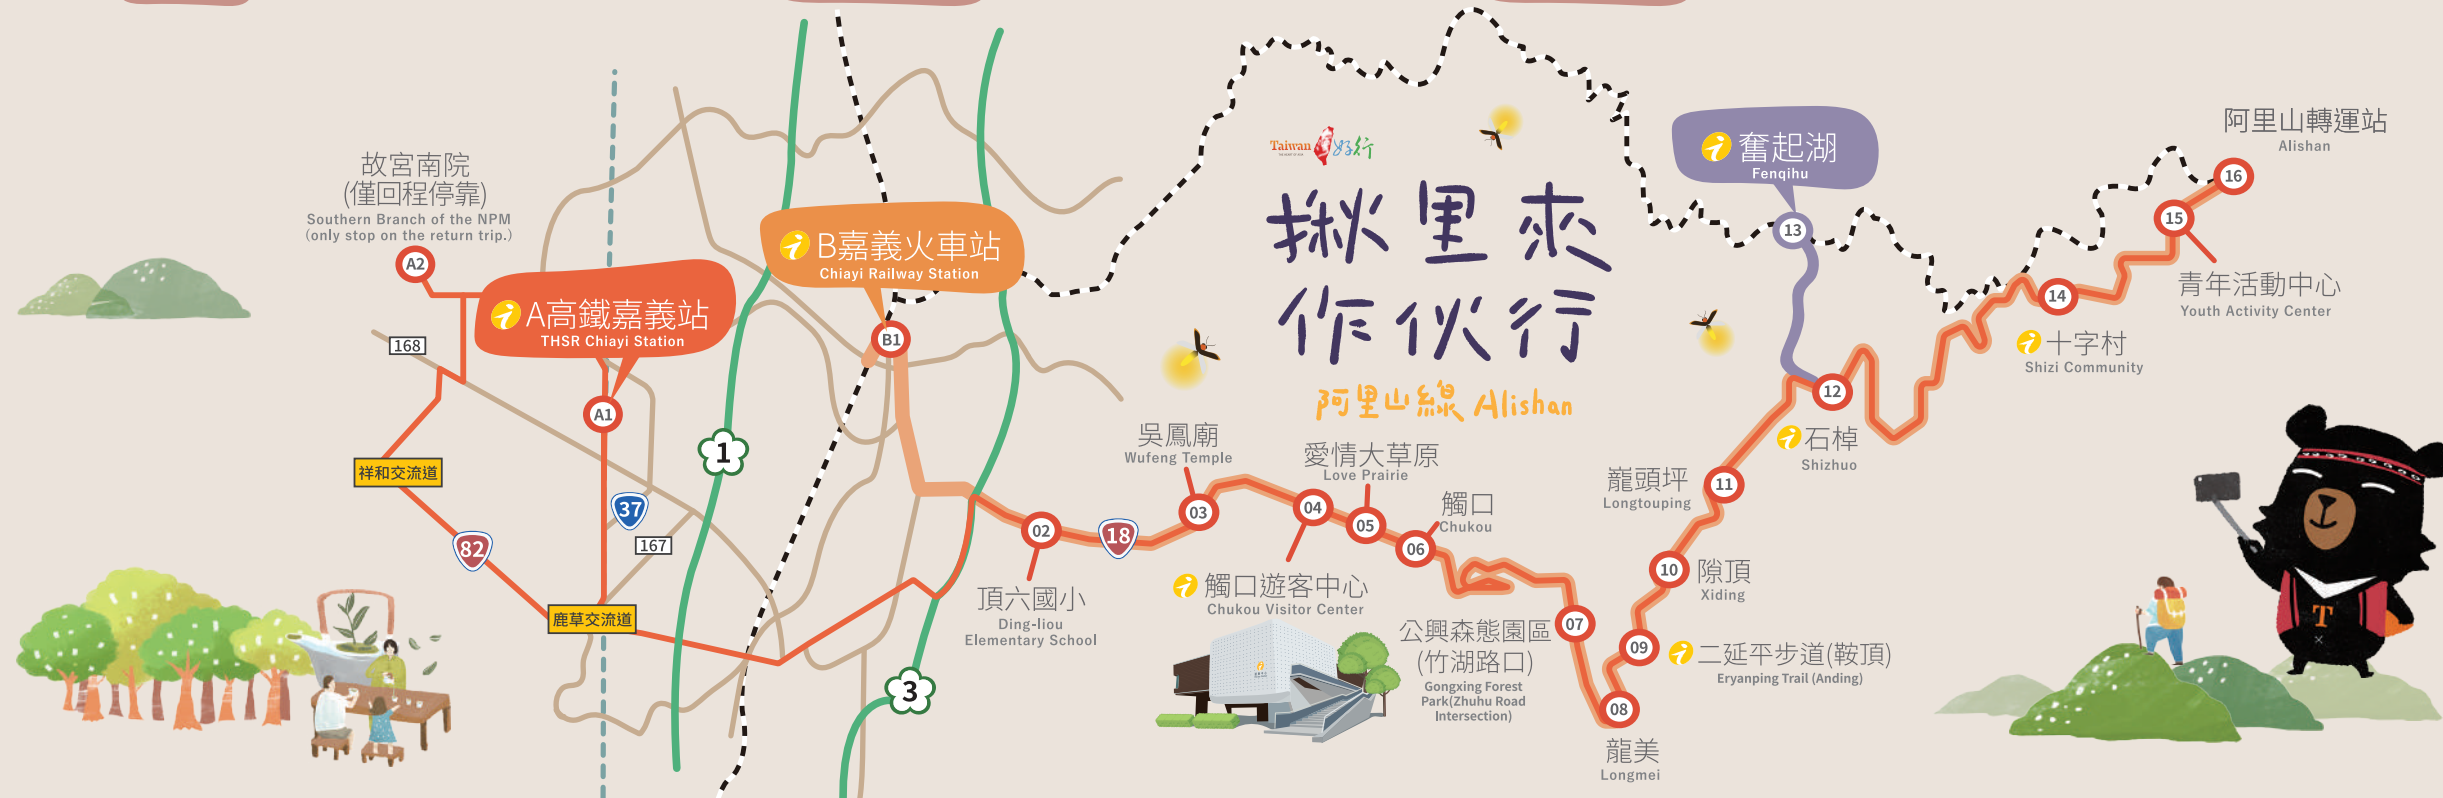 故宮南院
(僅回程停靠)
Southern Branch of the NPM
(only stop on the return trip.)
A2
168
A高鐵嘉義站
THSR Chiayi Station
A1
祥和交流道
82
37
167
鹿草交流道
1
B嘉義火車站
Chiayi Railway Station
B1
3
Taiwan 好行
揪里來
作伙行
阿里山線 Alishan
02
頂六國小
Ding-liou
Elementary School
18
吳鳳廟
Wufeng Temple
03
04
觸口遊客中心
Chukou Visitor Center
愛情大草原
Love Prairie
05
觸口
Chukou
06
公興森態園區
(竹湖路口)
Gongxing Forest
Park(Zhuhu Road
Intersection)
07
08
龍美
Longmei
09
二延平步道(鞍頂)
Eryanping Trail (Anding)
10
隙頂
Xiding
巃頭坪
Longtouping
11
12
石棹
Shizhuo
奮起湖
Fenqihu
13
14
十字村
Shizi Community
15
青年活動中心
Youth Activity Center
阿里山轉運站
Alishan
16
T